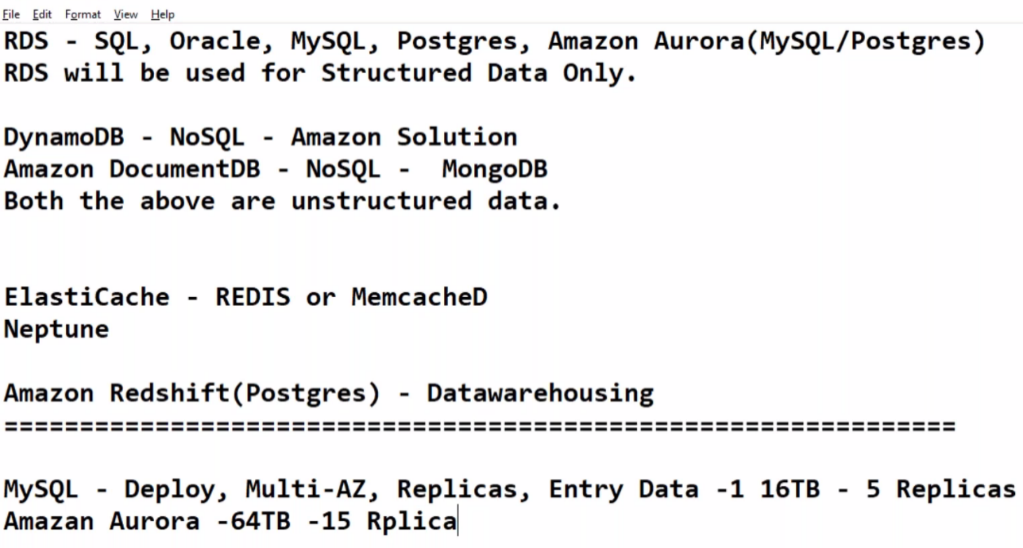 File Edit Format View Help
RDS - SQL, Oracle, MySQL, Postgres, Amazon Aurora(MySQL/Postgres)
RDS will be used for Structured Data Only.
DynamoDB - NoSQL - Amazon Solution
Amazon DocumentDB - NoSQL -  MongoDB
Both the above are unstructured data.
ElastiCache - REDIS or MemcacheD
Neptune
Amazon Redshift(Postgres) - Datawarehousing
===============================================================
MySQL - Deploy, Multi-AZ, Replicas, Entry Data -1 16TB - 5 Replicas
Amazan Aurora -64TB -15 Rplica